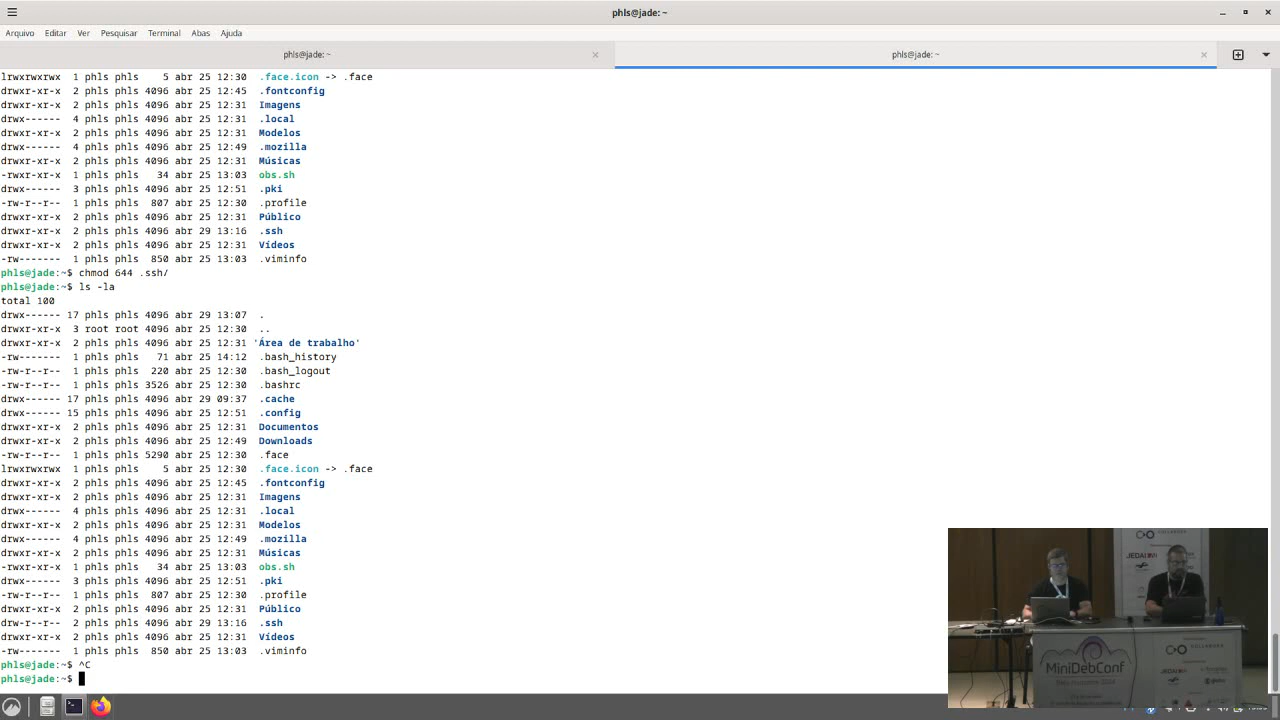 phls@jade: ~
Arquivo Editar Ver Pesquisar Terminal Abas Ajuda
phls@jade: ~ phls@jade: ~
lrwxrwxrwx 1 phls phls 5 abr 25 12:30 .face.icon -> .face
drwxr-xr-x 2 phls phls 4096 abr 25 12:45 .fontconfig
drwxr-xr-x 2 phls phls 4096 abr 25 12:31 Imagens
drwx------ 4 phls phls 4096 abr 25 12:31 .local
drwxr-xr-x 2 phls phls 4096 abr 25 12:31 Modelos
drwx------ 4 phls phls 4096 abr 25 12:49 .mozilla
drwxr-xr-x 2 phls phls 4096 abr 25 12:31 Músicas
-rwxr-xr-x 1 phls phls 34 abr 25 13:03 obs.sh
drwx------ 3 phls phls 4096 abr 25 12:51 .pki
-rw-r--r-- 1 phls phls 807 abr 25 12:30 .profile
drwxr-xr-x 2 phls phls 4096 abr 25 12:31 Público
drwxr-xr-x 2 phls phls 4096 abr 29 13:16 .ssh
drwxr-xr-x 2 phls phls 4096 abr 25 12:31 Vídeos
-rw------- 1 phls phls 850 abr 25 13:03 .viminfo
phls@jade:~$ chmod 644 .ssh/
phls@jade:~$ ls -la
total 100
drwx------ 17 phls phls 4096 abr 29 13:07 .
drwxr-xr-x 3 root root 4096 abr 25 12:30 ..
drwxr-xr-x 2 phls phls 4096 abr 25 12:31 'Área de trabalho'
-rw------- 1 phls phls 71 abr 25 14:12 .bash_history
-rw-r--r-- 1 phls phls 220 abr 25 12:30 .bash_logout
-rw-r--r-- 1 phls phls 3526 abr 25 12:30 .bashrc
drwx------ 17 phls phls 4096 abr 29 09:37 .cache
drwx------ 15 phls phls 4096 abr 25 12:51 .config
drwxr-xr-x 2 phls phls 4096 abr 25 12:31 Documentos
drwxr-xr-x 2 phls phls 4096 abr 25 12:49 Downloads
-rw-r--r-- 1 phls phls 5290 abr 25 12:30 .face
lrwxrwxrwx 1 phls phls 5 abr 25 12:30 .face.icon -> .face
drwxr-xr-x 2 phls phls 4096 abr 25 12:45 .fontconfig
drwxr-xr-x 2 phls phls 4096 abr 25 12:31 Imagens
drwx------ 4 phls phls 4096 abr 25 12:31 .local
drwxr-xr-x 2 phls phls 4096 abr 25 12:31 Modelos
drwx------ 4 phls phls 4096 abr 25 12:49 .mozilla
drwxr-xr-x 2 phls phls 4096 abr 25 12:31 Músicas
-rwxr-xr-x 1 phls phls 34 abr 25 13:03 obs.sh
drwx------ 3 phls phls 4096 abr 25 12:51 .pki
-rw-r--r-- 1 phls phls 807 abr 25 12:30 .profile
drwxr-xr-x 2 phls phls 4096 abr 25 12:31 Público
drw-r--r-- 2 phls phls 4096 abr 29 13:16 .ssh
drwxr-xr-x 2 phls phls 4096 abr 25 12:31 Vídeos
-rw------- 1 phls phls 850 abr 25 13:03 .viminfo
phls@jade:~$ ^C
phls@jade:~$
COLLABORA
MiniDebConf
COLLABORA